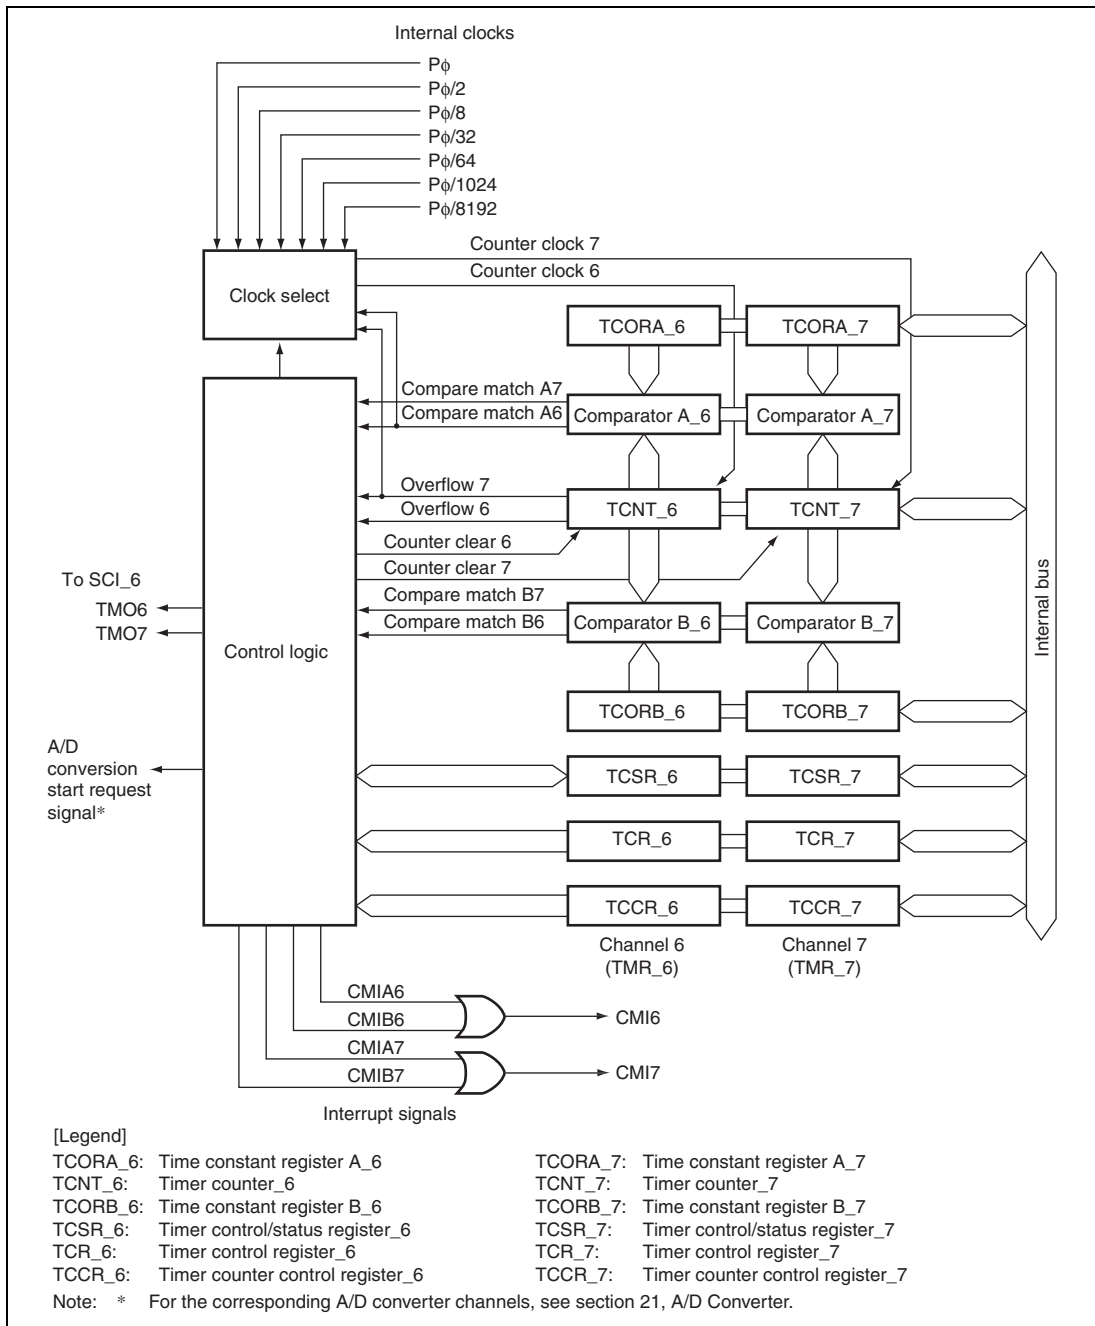 Internal clocks
Pϕ
Pϕ/2
Pϕ/8
Pϕ/32
Pϕ/64
Pϕ/1024
Pϕ/8192
Counter clock 7
Counter clock 6
Clock select
TCORA_6
TCORA_7
Compare match A7
Compare match A6
Comparator A_6
Comparator A_7
Overflow 7
Overflow 6
TCNT_6
TCNT_7
Counter clear 6
Counter clear 7
To SCI_6
TMO6
TMO7
Compare match B7
Compare match B6
Comparator B_6
Comparator B_7
Control logic
Internal bus
TCORB_6
TCORB_7
A/D
conversion
start request
signal*
TCSR_6
TCSR_7
TCR_6
TCR_7
TCCR_6
TCCR_7
Channel 6
(TMR_6)
Channel 7
(TMR_7)
CMIA6
CMIB6
CMI6
CMIA7
CMIB7
CMI7
Interrupt signals
[Legend]
TCORA_6: Time constant register A_6
TCNT_6: Timer counter_6
TCORB_6: Time constant register B_6
TCSR_6: Timer control/status register_6
TCR_6: Timer control register_6
TCCR_6: Timer counter control register_6
TCORA_7: Time constant register A_7
TCNT_7: Timer counter_7
TCORB_7: Time constant register B_7
TCSR_7: Timer control/status register_7
TCR_7: Timer control register_7
TCCR_7: Timer counter control register_7
Note: * For the corresponding A/D converter channels, see section 21, A/D Converter.